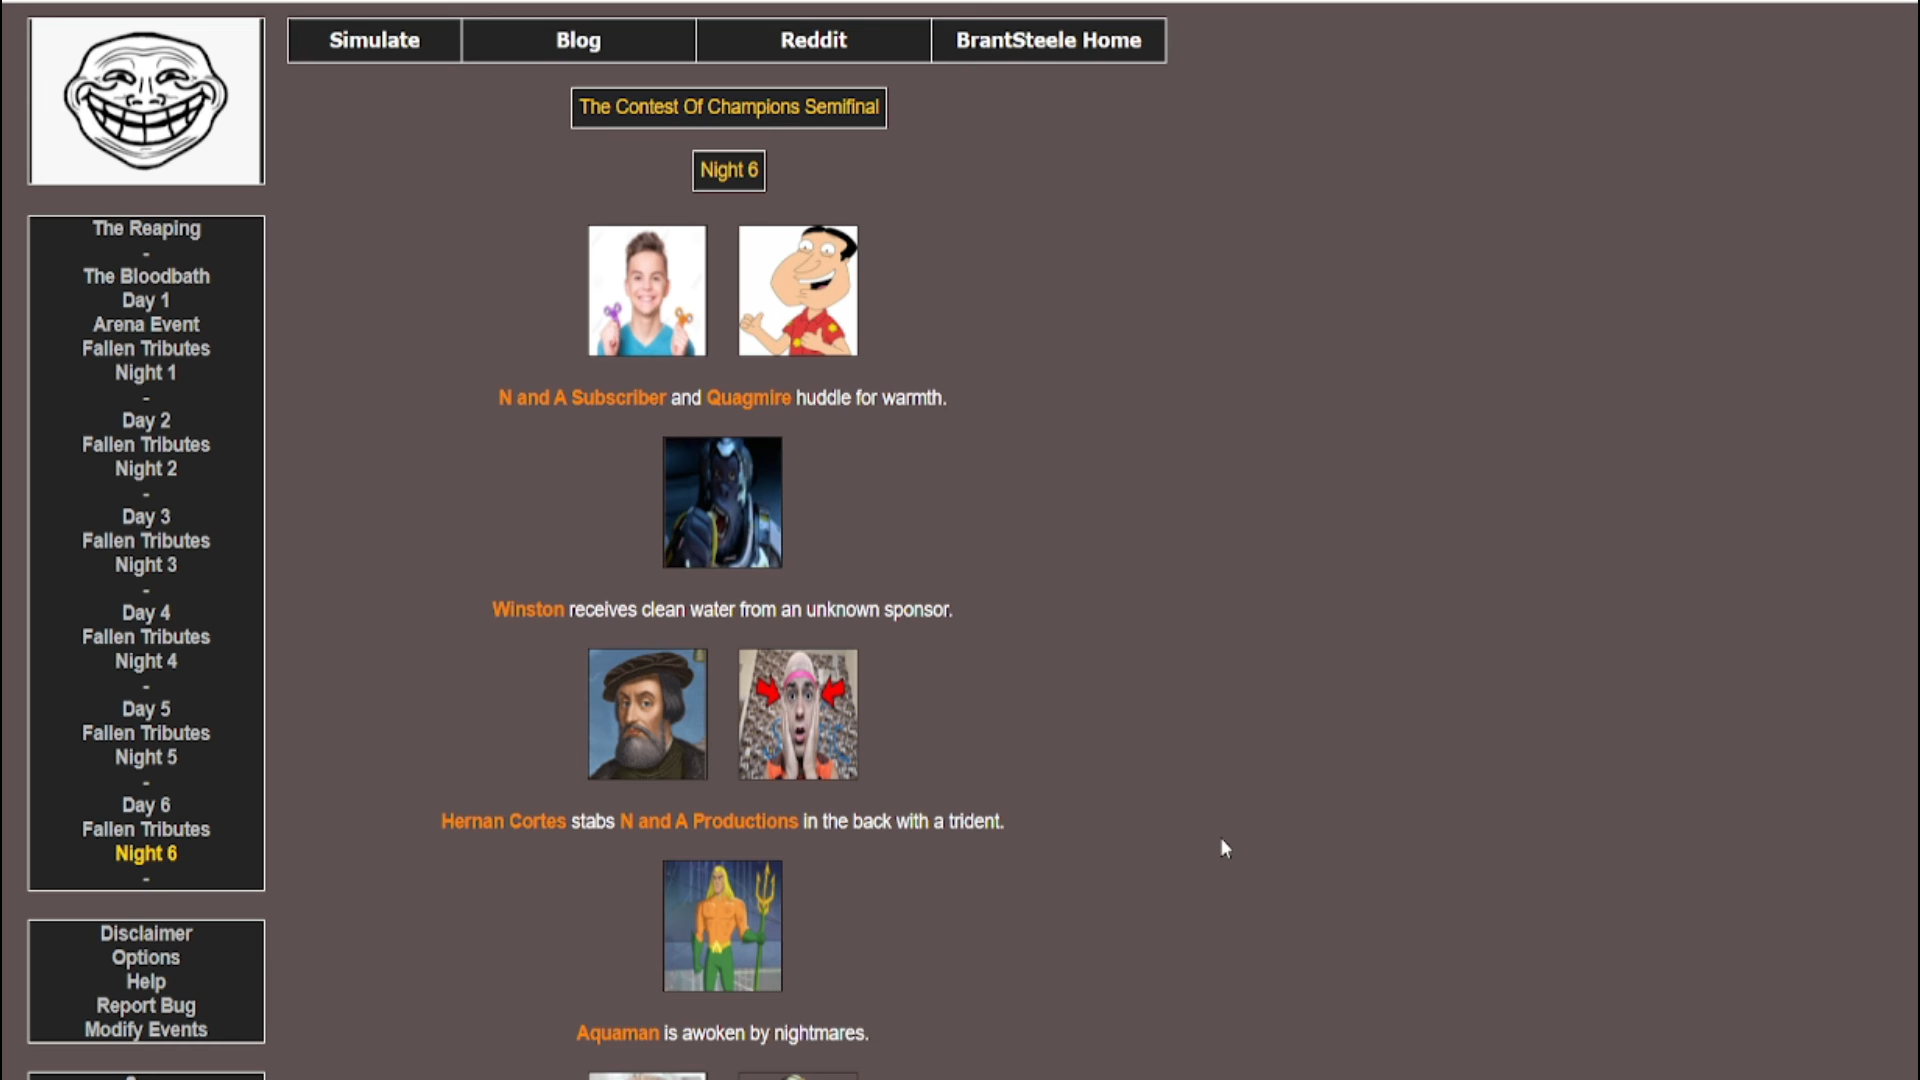 Simulate
Blog
Reddit
BrantSteele Home
The Contest Of Champions Semifinal
Night 6
The Reaping
-
The Bloodbath
Day 1
Arena Event
Fallen Tributes
Night 1
-
Day 2
Fallen Tributes
Night 2
-
Day 3
Fallen Tributes
Night 3
-
Day 4
Fallen Tributes
Night 4
-
Day 5
Fallen Tributes
Night 5
-
Day 6
Fallen Tributes
Night 6
-
Disclaimer
Options
Help
Report Bug
Modify Events
N and A Subscriber and Quagmire huddle for warmth.
Winston receives clean water from an unknown sponsor.
Hernan Cortes stabs N and A Productions in the back with a trident.
Aquaman is awoken by nightmares.